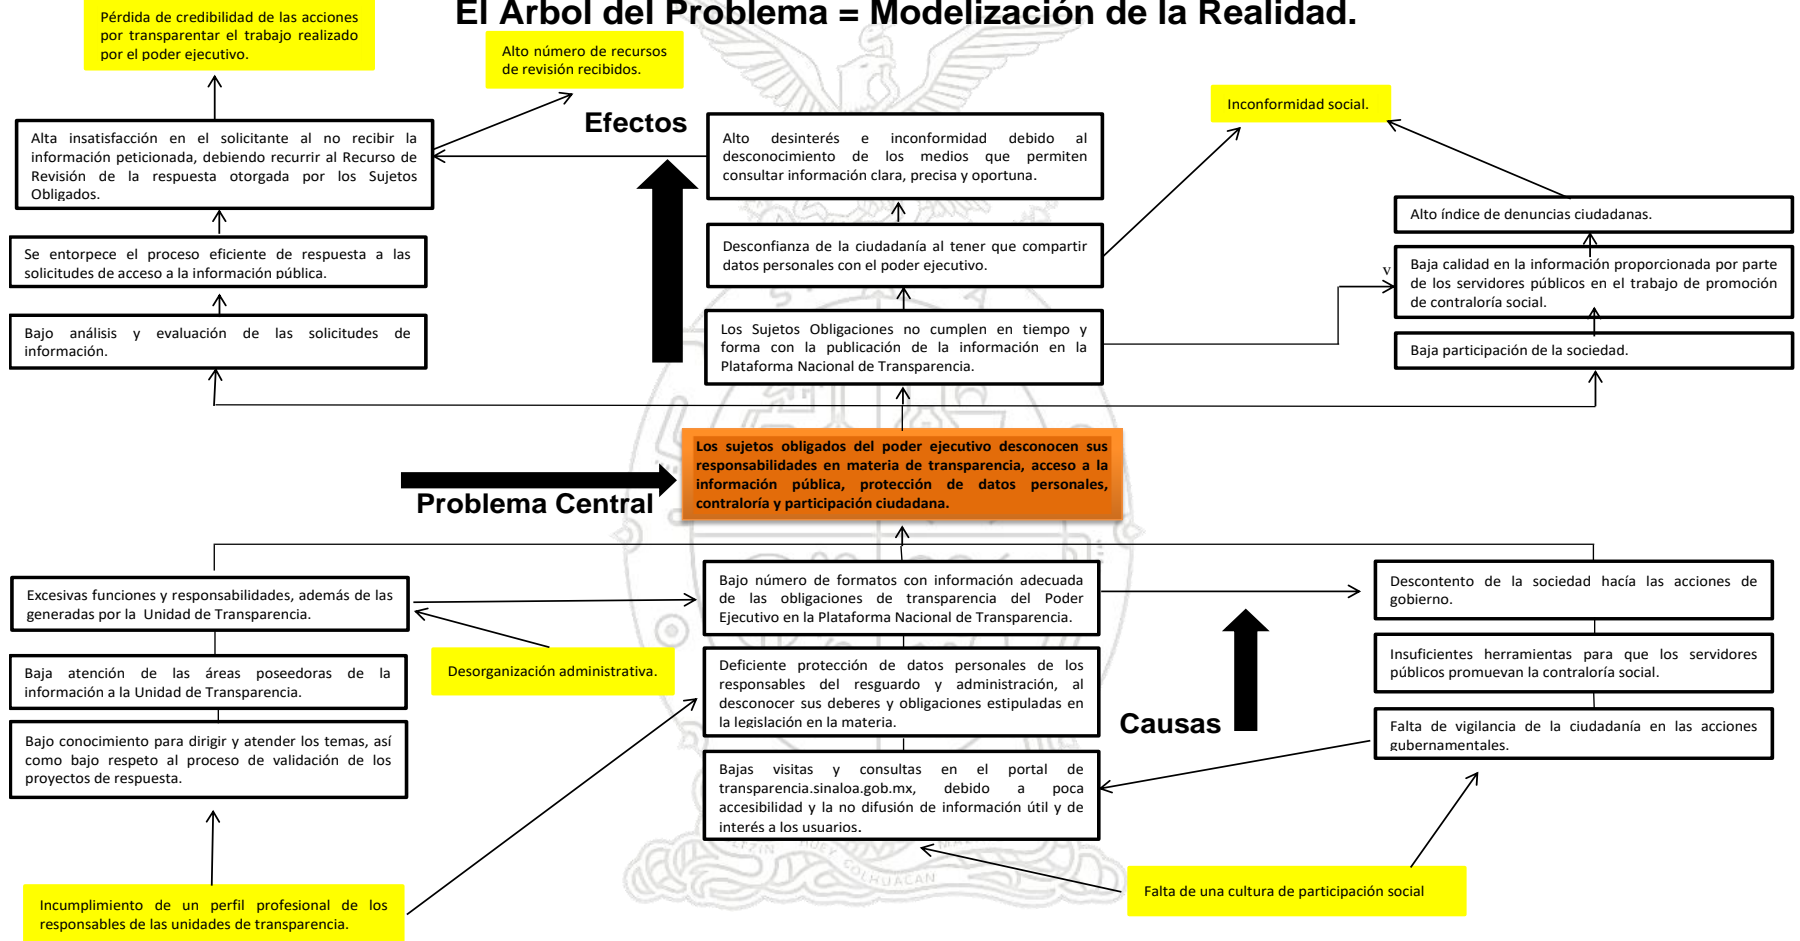 El Árbol del Problema = Modelización de la Realidad.
Pérdida de credibilidad de las acciones
por transparentar el trabajo realizado
por el poder ejecutivo.
Alto número de recursos
de revisión recibidos.
Inconformidad social.
Efectos
Alta insatisfacción en el solicitante al no recibir la
información peticionada, debiendo recurrir al Recurso de
Revisión de la respuesta otorgada por los Sujetos
Obligados.
Alto desinterés e inconformidad debido al
desconocimiento de los medios que permiten
consultar información clara, precisa y oportuna.
Alto índice de denuncias ciudadanas.
Se entorpece el proceso eficiente de respuesta a las
solicitudes de acceso a la información pública.
Desconfianza de la ciudadanía al tener que compartir
datos personales con el poder ejecutivo.
v
Baja calidad en la información proporcionada por parte
de los servidores públicos en el trabajo de promoción
de contraloría social.
Bajo análisis y evaluación de las solicitudes de
información.
Los Sujetos Obligaciones no cumplen en tiempo y
forma con la publicación de la información en la
Plataforma Nacional de Transparencia.
Baja participación de la sociedad.
Los sujetos obligados del poder ejecutivo desconocen sus
responsabilidades en materia de transparencia, acceso a la
información pública, protección de datos personales,
contraloría y participación ciudadana.
Problema Central
Excesivas funciones y responsabilidades, además de las
generadas por la Unidad de Transparencia.
Bajo número de formatos con información adecuada
de las obligaciones de transparencia del Poder
Ejecutivo en la Plataforma Nacional de Transparencia.
Descontento de la sociedad hacía las acciones de
gobierno.
Baja atención de las áreas poseedoras de la
información a la Unidad de Transparencia.
Desorganización administrativa.
Deficiente protección de datos personales de los
responsables del resguardo y administración, al
desconocer sus deberes y obligaciones estipuladas en
la legislación en la materia.
Insuficientes herramientas para que los servidores
públicos promuevan la contraloría social.
Causas
Bajo conocimiento para dirigir y atender los temas, así
como bajo respeto al proceso de validación de los
proyectos de respuesta.
Bajas visitas y consultas en el portal de
transparencia.sinaloa.gob.mx, debido a poca
accesibilidad y la no difusión de información útil y de
interés a los usuarios.
Falta de vigilancia de la ciudadanía en las acciones
gubernamentales.
Incumplimiento de un perfil profesional de los
responsables de las unidades de transparencia.
Falta de una cultura de participación social
COLHUACAN